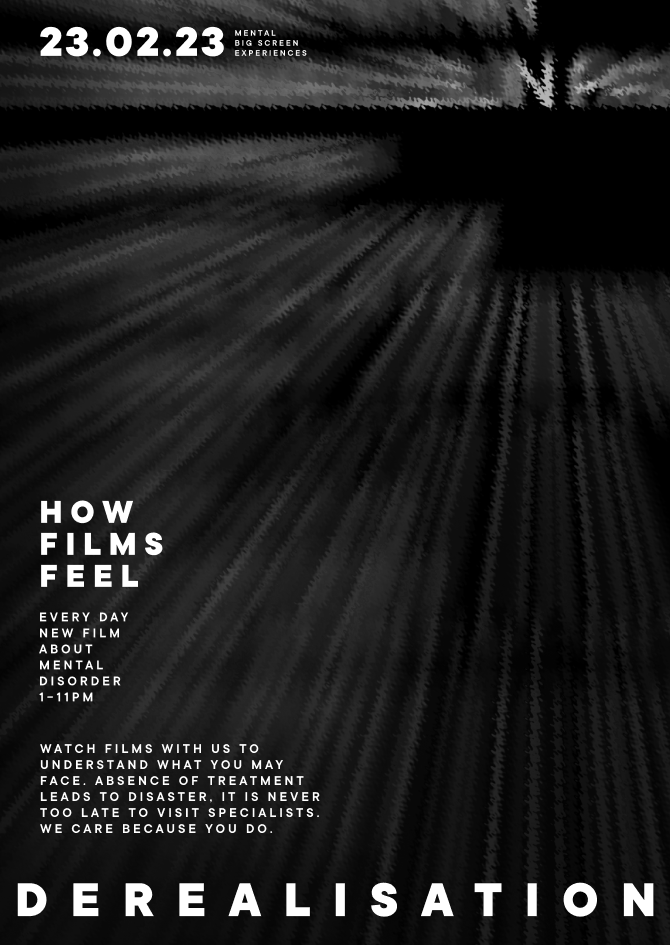 23.02.23
MENTAL
BIG SCREEN
EXPERIENCES
HOW
FILMS
FEEL
EVERY DAY
NEW FILM
ABOUT
MENTAL
DISORDER
1-11PM
WATCH FILMS WITH US TO
UNDERSTAND WHAT YOU MAY
FACE. ABSENCE OF TREATMENT
LEADS TO DISASTER, IT IS NEVER
TOO LATE TO VISIT SPECIALISTS.
WE CARE BECAUSE YOU DO.
DEREALISATION